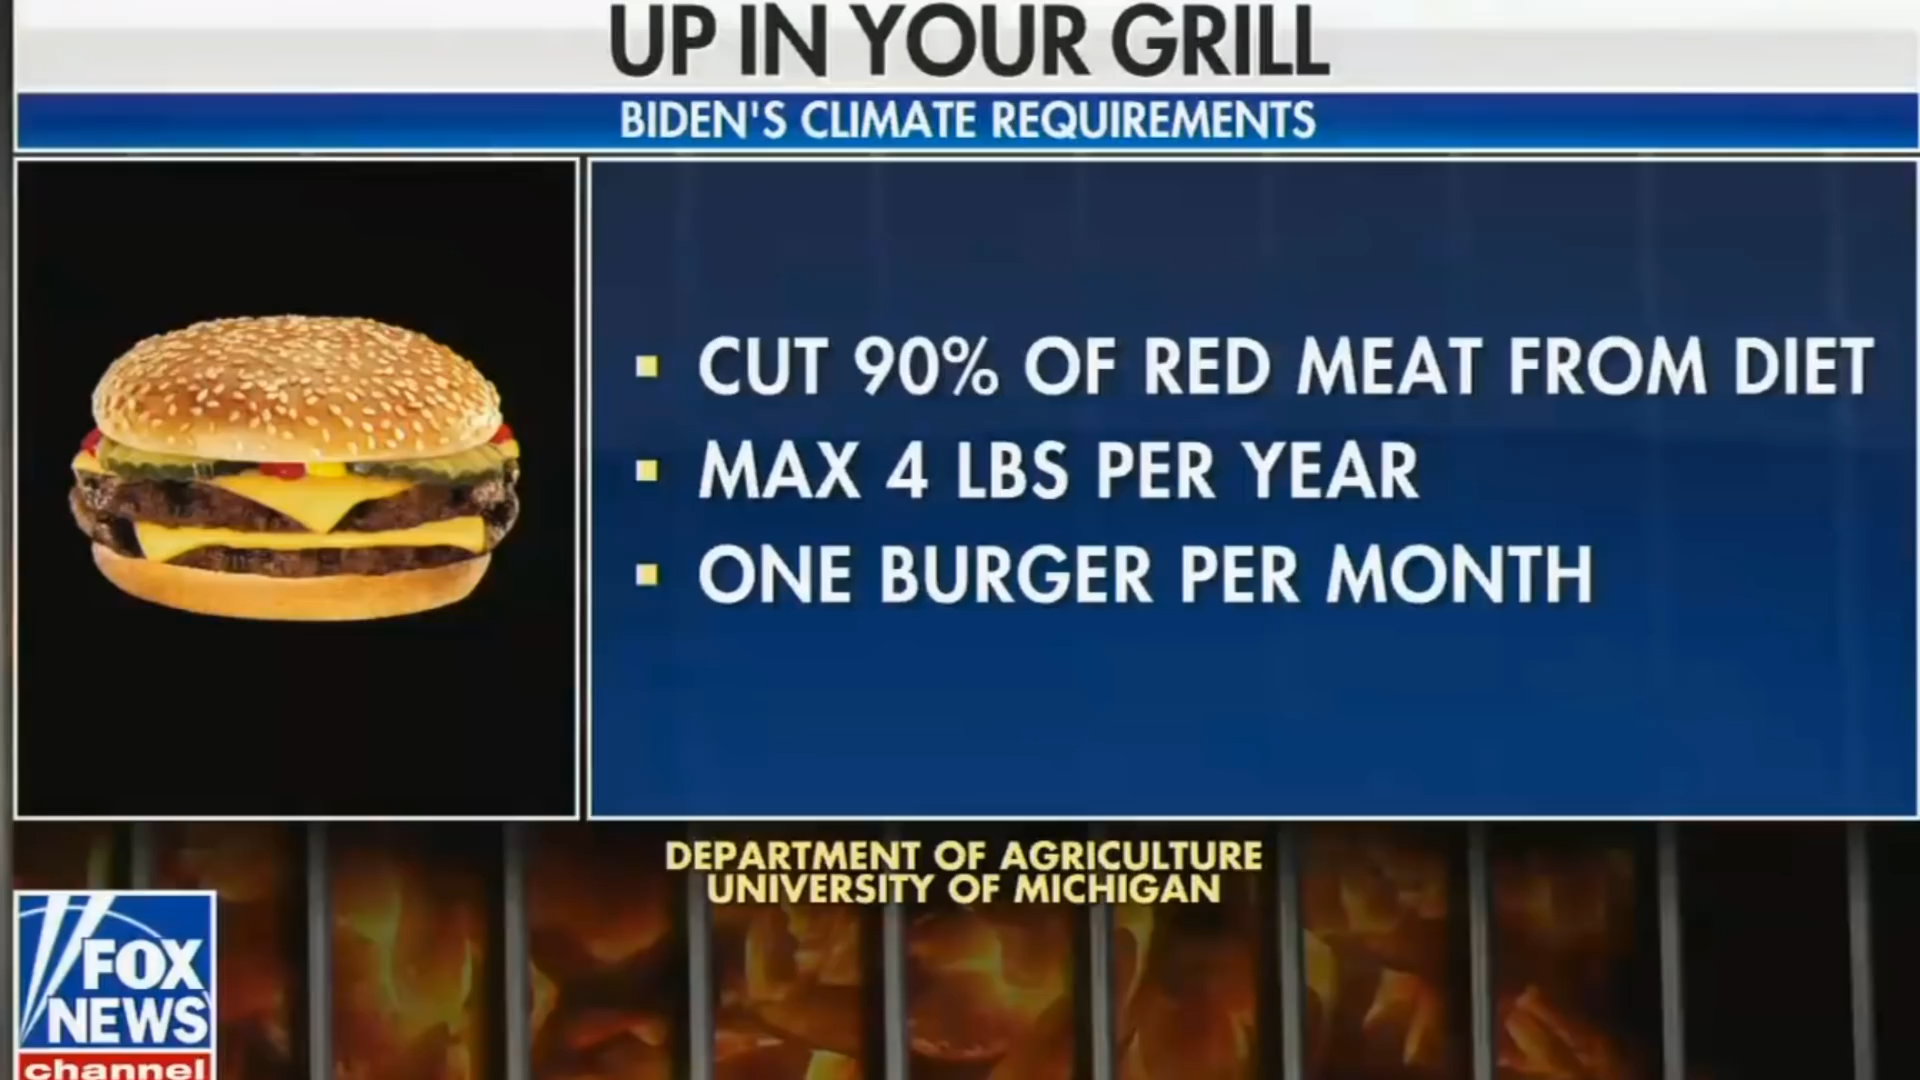 UP IN YOUR GRILL
BIDEN'S CLIMATE REQUIREMENTS
CUT 90% OF RED MEAT FROM DIET
MAX 4 LBS PER YEAR
ONE BURGER PER MONTH
DEPARTMENT OF AGRICULTURE
UNIVERSITY OF MICHIGAN
FOX
NEWS
channel